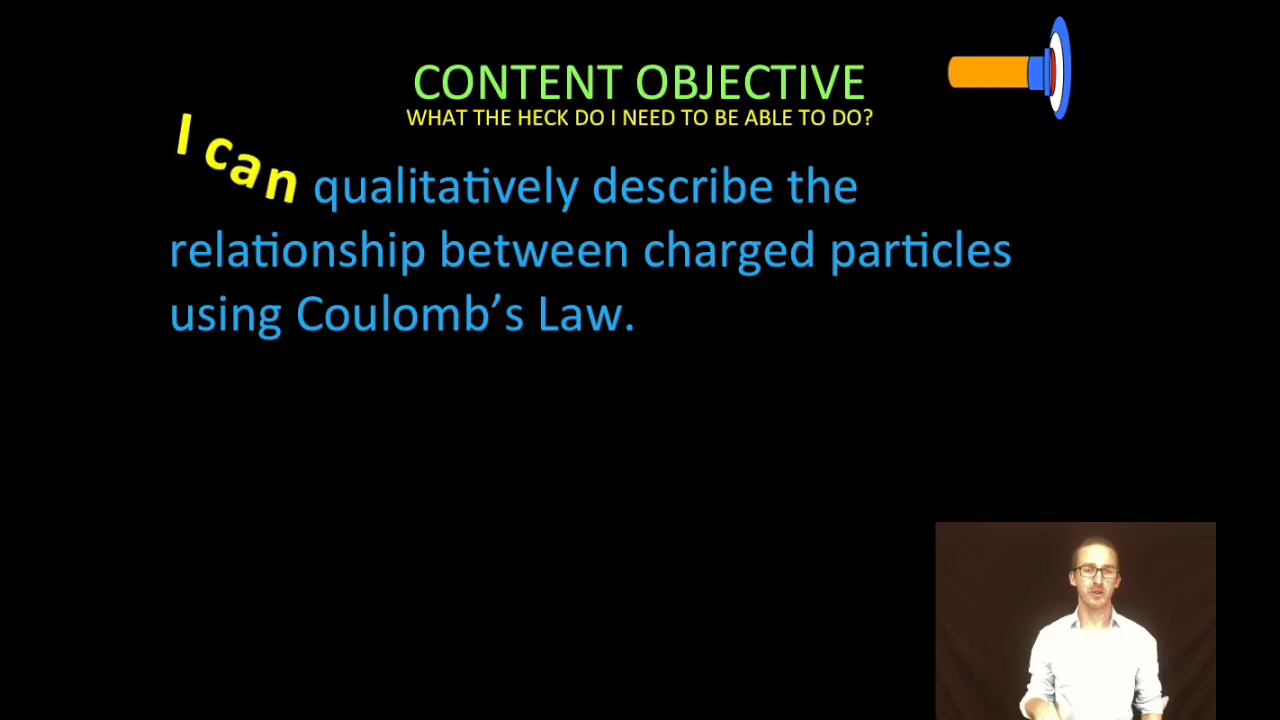 CONTENT OBJECTIVE
WHAT THE HECK DO I NEED TO BE ABLE TO DO?
I can qualitatively describe the
relationship between charged particles
using Coulomb’s Law.